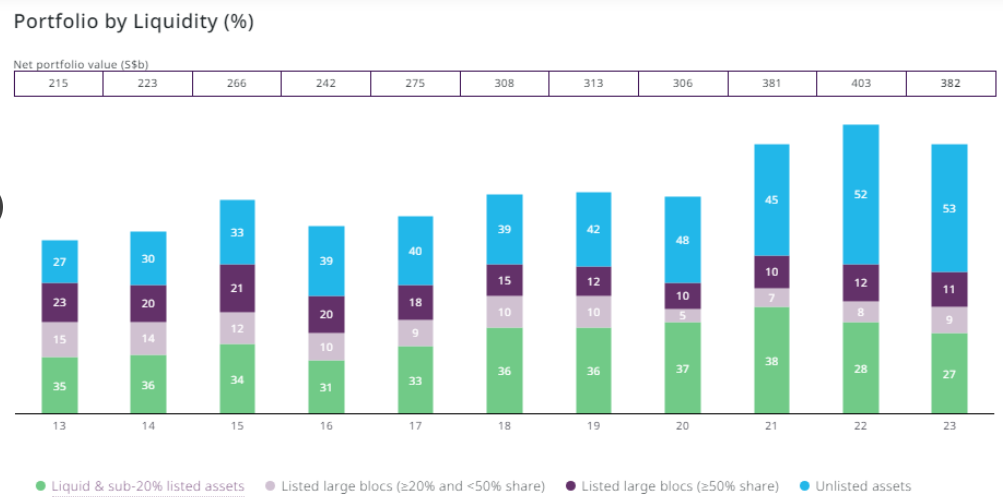 Portfolio by Liquidity (%)
Net portfolio value (S$b)
215 223 266 242 275 308 313 306 381 403 382
27 30 33 39 40 39 42 48 45 52 53
23 20 21 20 18 15 12 10 10 12 11
15 14 12 10 9 10 10 5 7 8 9
35 36 34 31 33 36 36 37 38 28 27
13 14 15 16 17 18 19 20 21 22 23
Liquid & sub-20% listed assets Listed large blocs (≥20% and <50% share) Listed large blocs (≥50% share) Unlisted assets